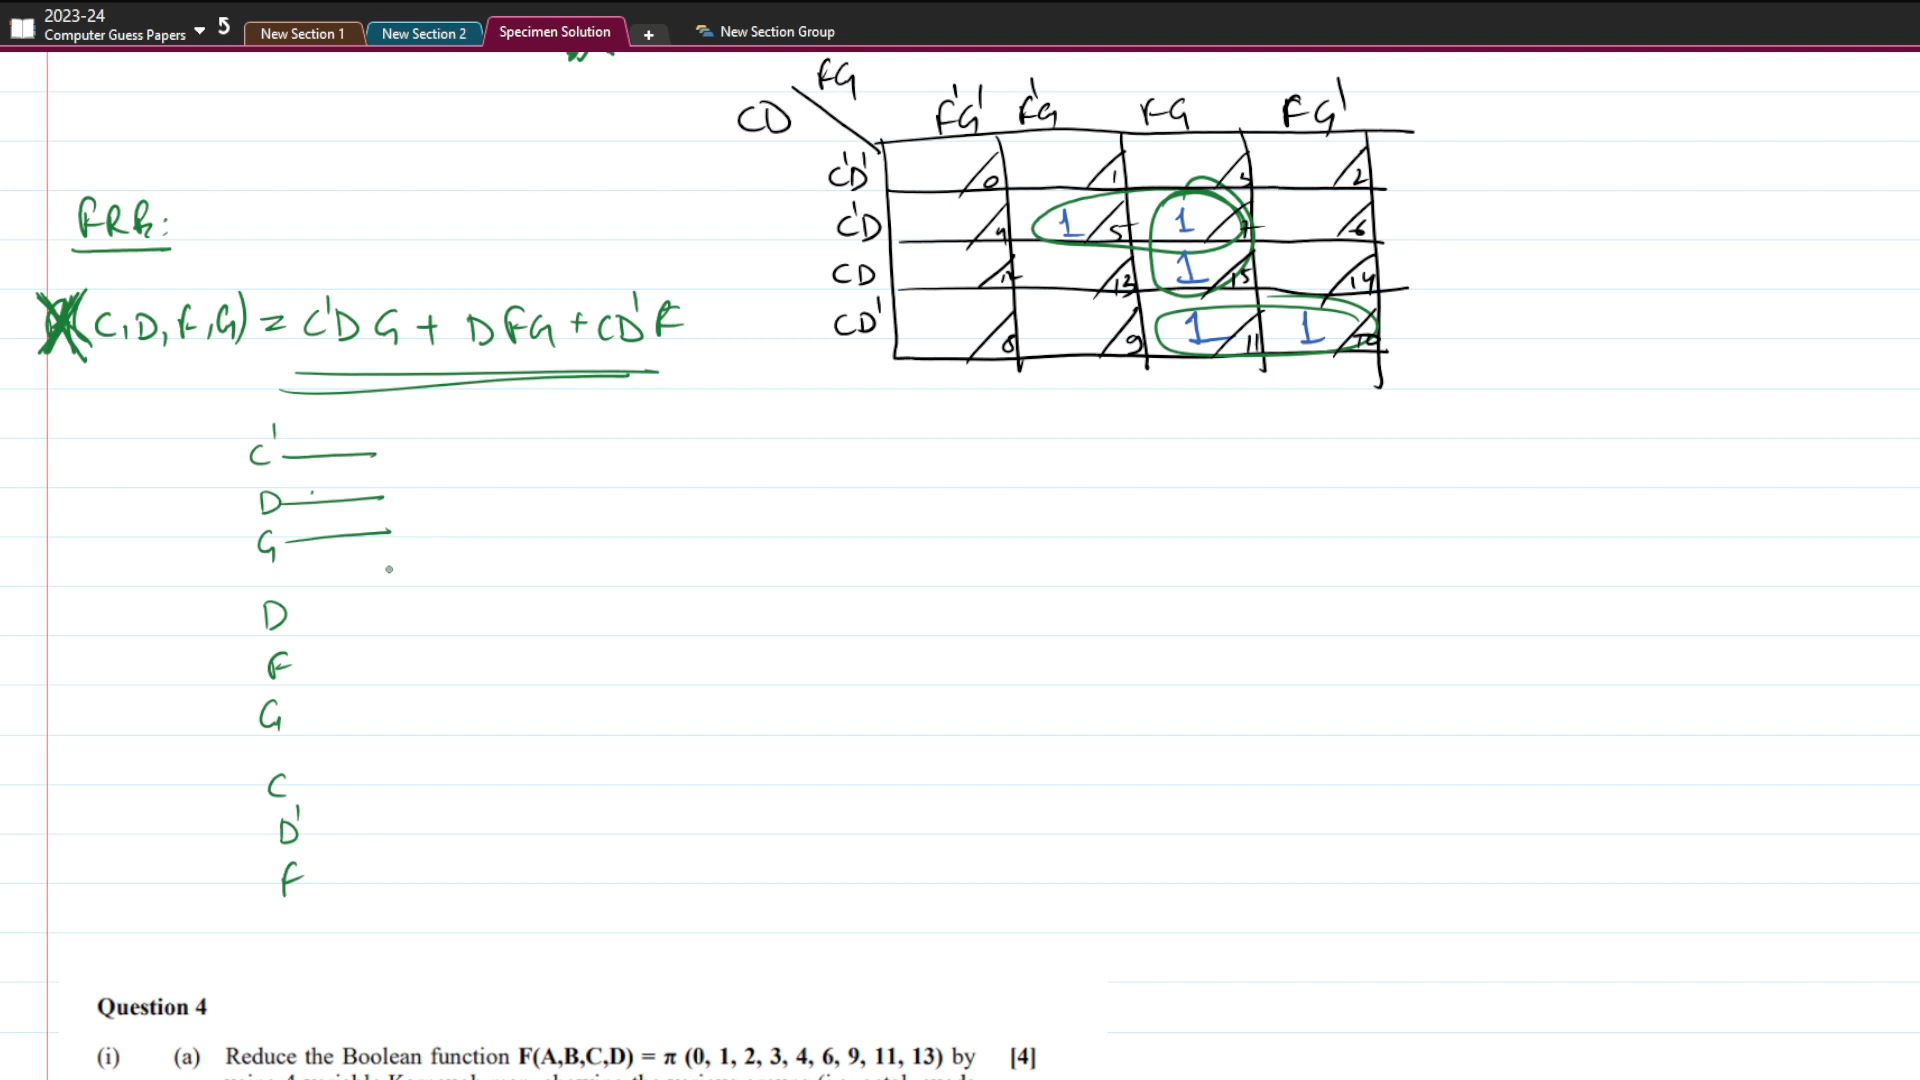 2023-24
Computer Guess Papers
New Section 1
New Section 2
Specimen Solution
+
New Section Group
FG
CD
F'G' F'G FG FG'
C'D' 0 1 3 2
C'D 4 1 5 1 7 6
CD 12 13 1 15 14
CD' 8 9 1 11 1 10
(C,D,F,G) = C'DG + DFG + CD'F
C'
D
G
D
F
G
C
D'
F
Question 4
(i) (a) Reduce the Boolean function F(A,B,C,D) = π (0, 1, 2, 3, 4, 6, 9, 11, 13) by [4]